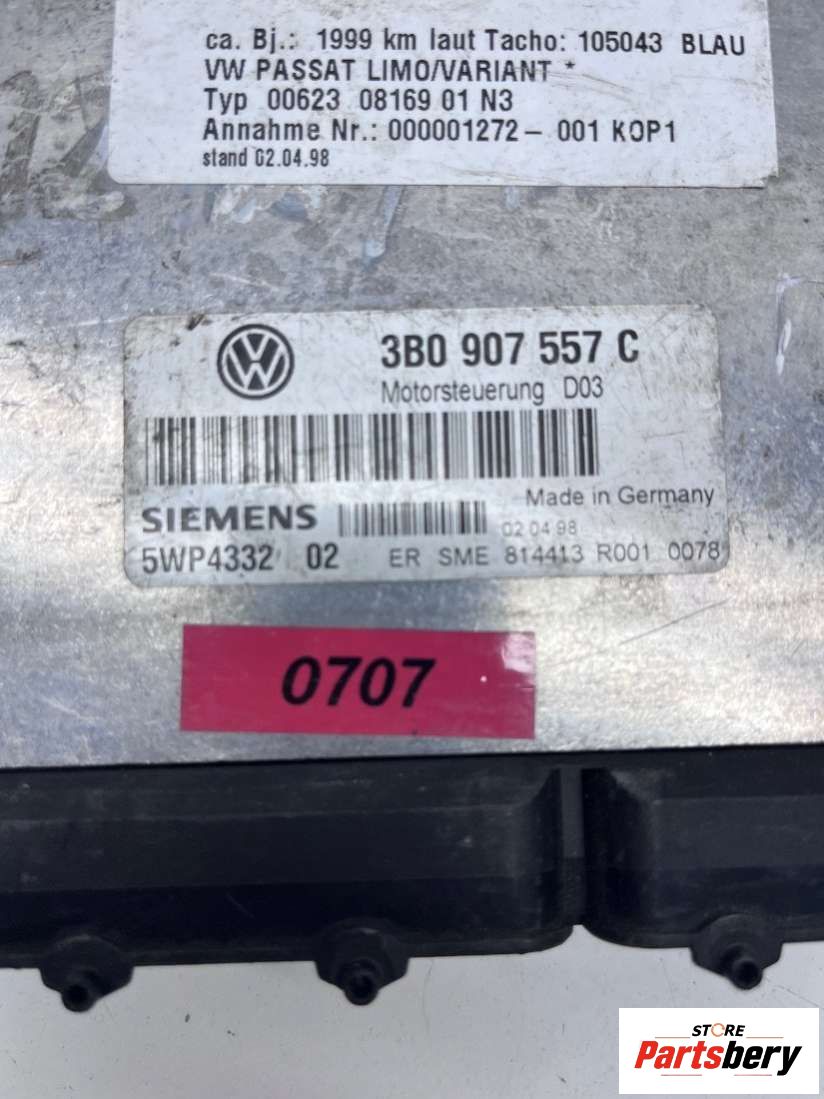 ca. Bj.: 1999 km laut Tacho: 105043 BLAU
VW PASSAT LIMO/VARIANT *
Typ 00623 08169 01 N3
Annahme Nr.: 000001272- 001 KOP1
stand 02.04.98
3B0 907 557 C
Motorsteuerung D03
Made in Germany
SIEMENS
02 04 98
5WP4332 02 ER SME 814413 R001 0078
0707
STORE
Partsbery